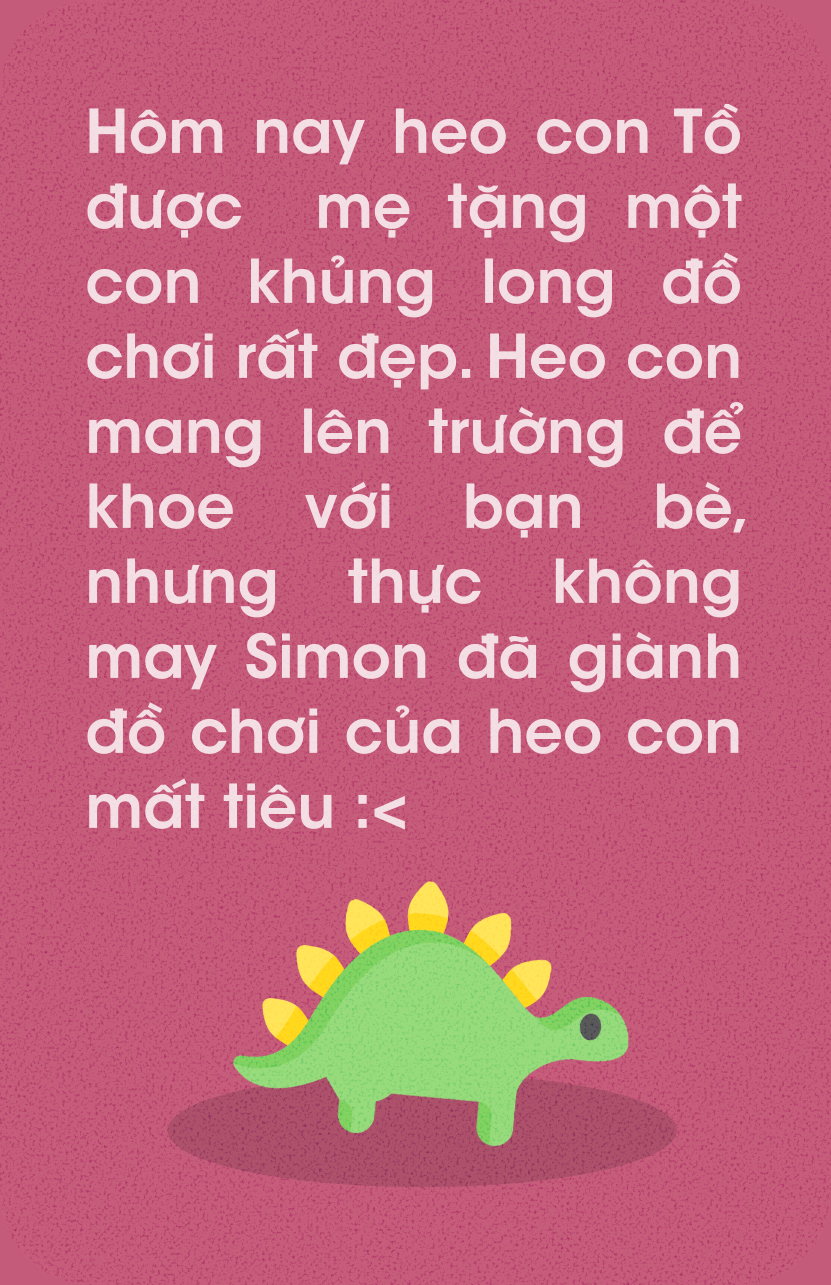 Hôm nay heo con Tồ
được mẹ tặng một
con khủng long đồ
chơi rất đẹp. Heo con
mang lên trường để
khoe với bạn bè,
nhưng thực không
may Simon đã giành
đồ chơi của heo con
mất tiêu :<